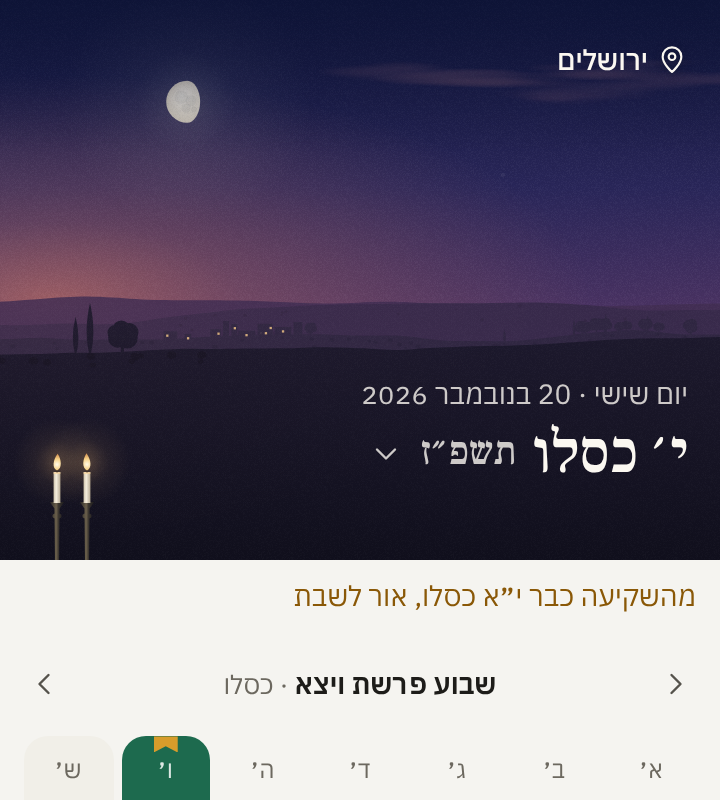 ירושלים
יום שישי · 20 בנובמבר 2026
י׳ כסלו תשפ״ז
מהשקיעה כבר י״א כסלו, אור לשבת
שבוע פרשת ויצא · כסלו
א׳ ב׳ ג׳ ד׳ ה׳ ו׳ ש׳